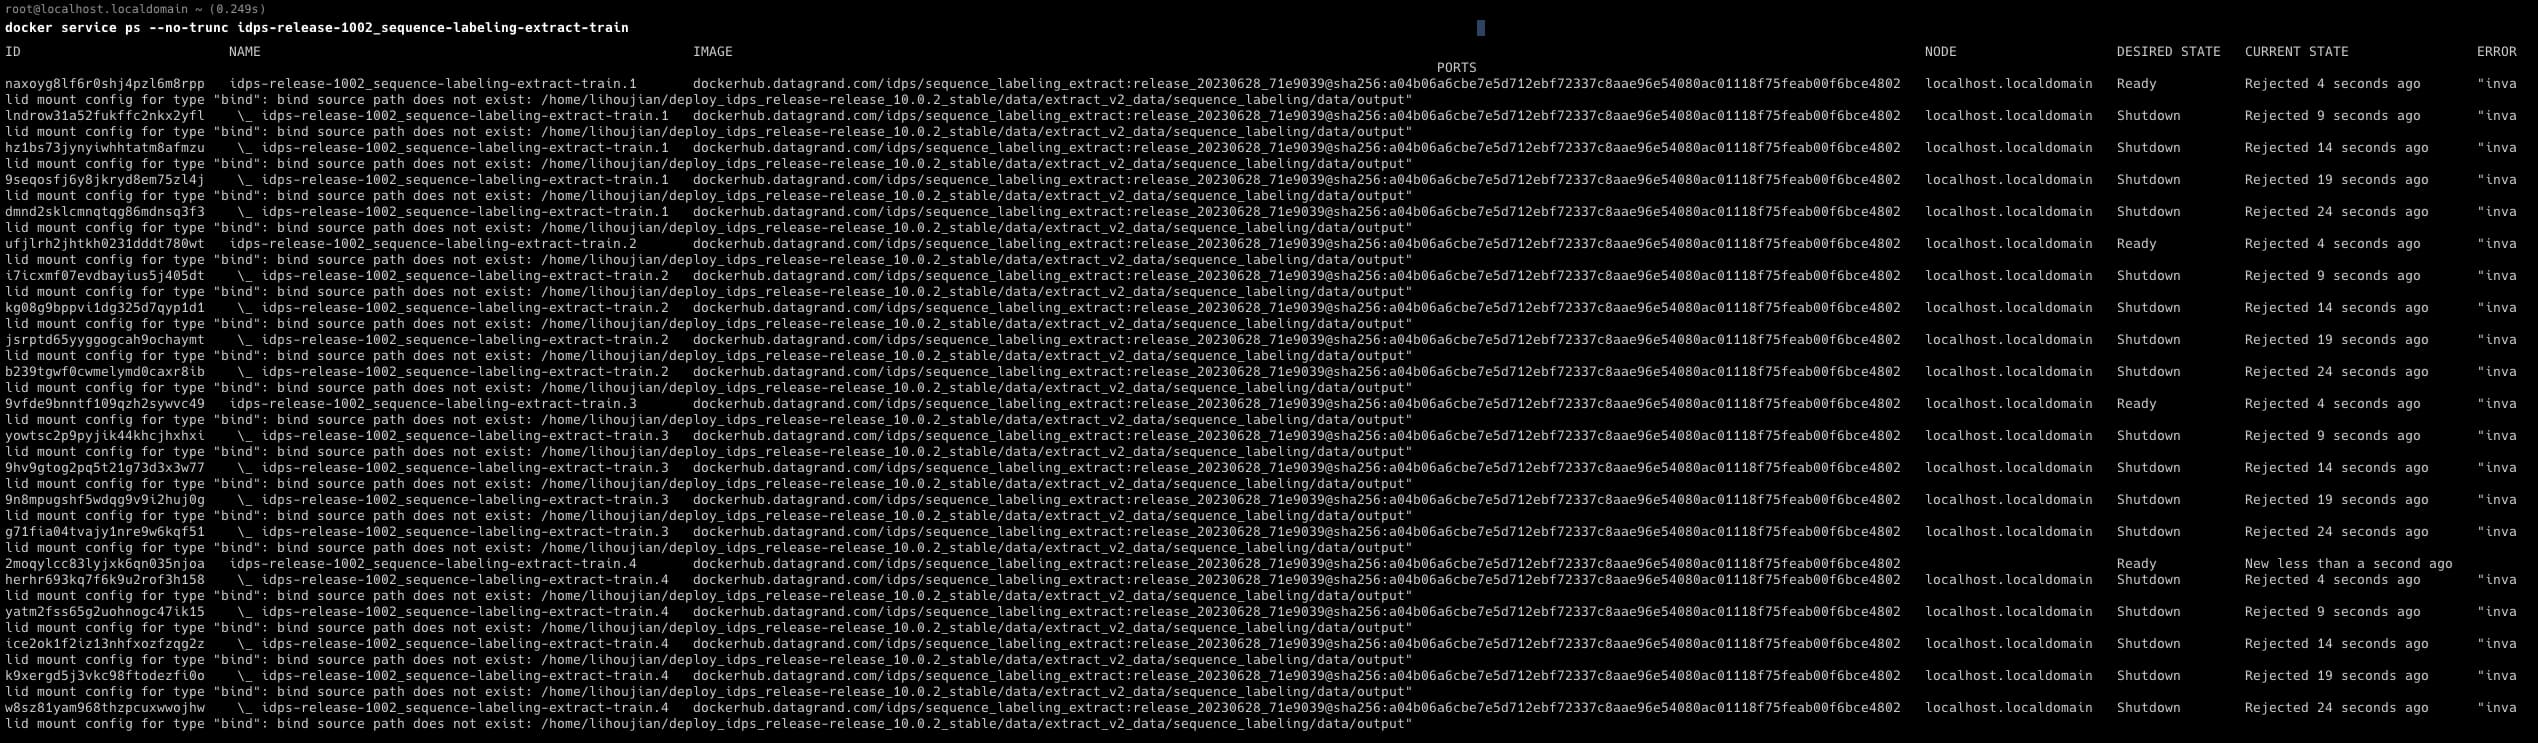 root@localhost.localdomain ~ (0.249s)
docker service ps --no-trunc idps-release-1002_sequence-labeling-extract-train
ID NAME IMAGE NODE DESIRED STATE CURRENT STATE ERROR
PORTS
naxoyg8lf6r0shj4pzl6m8rpp idps-release-1002_sequence-labeling-extract-train.1 dockerhub.datagrand.com/idps/sequence_labeling_extract:release_20230628_71e9039@sha256:a04b06a6cbe7e5d712ebf72337c8aae96e54080ac01118f75feab00f6bce4802 localhost.localdomain Ready Rejected 4 seconds ago "inva
lid mount config for type "bind": bind source path does not exist: /home/lihoujian/deploy_idps_release-release_10.0.2_stable/data/extract_v2_data/sequence_labeling/data/output"
lndrow31a52fukffc2nkx2yfl \_ idps-release-1002_sequence-labeling-extract-train.1 dockerhub.datagrand.com/idps/sequence_labeling_extract:release_20230628_71e9039@sha256:a04b06a6cbe7e5d712ebf72337c8aae96e54080ac01118f75feab00f6bce4802 localhost.localdomain Shutdown Rejected 9 seconds ago "inva
lid mount config for type "bind": bind source path does not exist: /home/lihoujian/deploy_idps_release-release_10.0.2_stable/data/extract_v2_data/sequence_labeling/data/output"
hz1bs73jynyiwhhtatm8afmzu \_ idps-release-1002_sequence-labeling-extract-train.1 dockerhub.datagrand.com/idps/sequence_labeling_extract:release_20230628_71e9039@sha256:a04b06a6cbe7e5d712ebf72337c8aae96e54080ac01118f75feab00f6bce4802 localhost.localdomain Shutdown Rejected 14 seconds ago "inva
lid mount config for type "bind": bind source path does not exist: /home/lihoujian/deploy_idps_release-release_10.0.2_stable/data/extract_v2_data/sequence_labeling/data/output"
9seqosfj6y8jkryd8em75zl4j \_ idps-release-1002_sequence-labeling-extract-train.1 dockerhub.datagrand.com/idps/sequence_labeling_extract:release_20230628_71e9039@sha256:a04b06a6cbe7e5d712ebf72337c8aae96e54080ac01118f75feab00f6bce4802 localhost.localdomain Shutdown Rejected 19 seconds ago "inva
lid mount config for type "bind": bind source path does not exist: /home/lihoujian/deploy_idps_release-release_10.0.2_stable/data/extract_v2_data/sequence_labeling/data/output"
dmnd2sklcmnqtqg86mdnsq3f3 \_ idps-release-1002_sequence-labeling-extract-train.1 dockerhub.datagrand.com/idps/sequence_labeling_extract:release_20230628_71e9039@sha256:a04b06a6cbe7e5d712ebf72337c8aae96e54080ac01118f75feab00f6bce4802 localhost.localdomain Shutdown Rejected 24 seconds ago "inva
lid mount config for type "bind": bind source path does not exist: /home/lihoujian/deploy_idps_release-release_10.0.2_stable/data/extract_v2_data/sequence_labeling/data/output"
ufjlrh2jhtkh0231dddt780wt idps-release-1002_sequence-labeling-extract-train.2 dockerhub.datagrand.com/idps/sequence_labeling_extract:release_20230628_71e9039@sha256:a04b06a6cbe7e5d712ebf72337c8aae96e54080ac01118f75feab00f6bce4802 localhost.localdomain Ready Rejected 4 seconds ago "inva
lid mount config for type "bind": bind source path does not exist: /home/lihoujian/deploy_idps_release-release_10.0.2_stable/data/extract_v2_data/sequence_labeling/data/output"
i7icxmf07evdbayius5j405dt \_ idps-release-1002_sequence-labeling-extract-train.2 dockerhub.datagrand.com/idps/sequence_labeling_extract:release_20230628_71e9039@sha256:a04b06a6cbe7e5d712ebf72337c8aae96e54080ac01118f75feab00f6bce4802 localhost.localdomain Shutdown Rejected 9 seconds ago "inva
lid mount config for type "bind": bind source path does not exist: /home/lihoujian/deploy_idps_release-release_10.0.2_stable/data/extract_v2_data/sequence_labeling/data/output"
kg08g9bppvi1dg325d7qyp1d1 \_ idps-release-1002_sequence-labeling-extract-train.2 dockerhub.datagrand.com/idps/sequence_labeling_extract:release_20230628_71e9039@sha256:a04b06a6cbe7e5d712ebf72337c8aae96e54080ac01118f75feab00f6bce4802 localhost.localdomain Shutdown Rejected 14 seconds ago "inva
lid mount config for type "bind": bind source path does not exist: /home/lihoujian/deploy_idps_release-release_10.0.2_stable/data/extract_v2_data/sequence_labeling/data/output"
jsrptd65yyggogcah9ochaymt \_ idps-release-1002_sequence-labeling-extract-train.2 dockerhub.datagrand.com/idps/sequence_labeling_extract:release_20230628_71e9039@sha256:a04b06a6cbe7e5d712ebf72337c8aae96e54080ac01118f75feab00f6bce4802 localhost.localdomain Shutdown Rejected 19 seconds ago "inva
lid mount config for type "bind": bind source path does not exist: /home/lihoujian/deploy_idps_release-release_10.0.2_stable/data/extract_v2_data/sequence_labeling/data/output"
b239tgwf0cwmelymd0caxr8ib \_ idps-release-1002_sequence-labeling-extract-train.2 dockerhub.datagrand.com/idps/sequence_labeling_extract:release_20230628_71e9039@sha256:a04b06a6cbe7e5d712ebf72337c8aae96e54080ac01118f75feab00f6bce4802 localhost.localdomain Shutdown Rejected 24 seconds ago "inva
lid mount config for type "bind": bind source path does not exist: /home/lihoujian/deploy_idps_release-release_10.0.2_stable/data/extract_v2_data/sequence_labeling/data/output"
9vfde9bnntf109qzh2sywvc49 idps-release-1002_sequence-labeling-extract-train.3 dockerhub.datagrand.com/idps/sequence_labeling_extract:release_20230628_71e9039@sha256:a04b06a6cbe7e5d712ebf72337c8aae96e54080ac01118f75feab00f6bce4802 localhost.localdomain Ready Rejected 4 seconds ago "inva
lid mount config for type "bind": bind source path does not exist: /home/lihoujian/deploy_idps_release-release_10.0.2_stable/data/extract_v2_data/sequence_labeling/data/output"
yowtsc2p9pyjik44khcjhxhxi \_ idps-release-1002_sequence-labeling-extract-train.3 dockerhub.datagrand.com/idps/sequence_labeling_extract:release_20230628_71e9039@sha256:a04b06a6cbe7e5d712ebf72337c8aae96e54080ac01118f75feab00f6bce4802 localhost.localdomain Shutdown Rejected 9 seconds ago "inva
lid mount config for type "bind": bind source path does not exist: /home/lihoujian/deploy_idps_release-release_10.0.2_stable/data/extract_v2_data/sequence_labeling/data/output"
9hv9gtog2pq5t21g73d3x3w77 \_ idps-release-1002_sequence-labeling-extract-train.3 dockerhub.datagrand.com/idps/sequence_labeling_extract:release_20230628_71e9039@sha256:a04b06a6cbe7e5d712ebf72337c8aae96e54080ac01118f75feab00f6bce4802 localhost.localdomain Shutdown Rejected 14 seconds ago "inva
lid mount config for type "bind": bind source path does not exist: /home/lihoujian/deploy_idps_release-release_10.0.2_stable/data/extract_v2_data/sequence_labeling/data/output"
9n8mpugshf5wdqg9v9i2huj0g \_ idps-release-1002_sequence-labeling-extract-train.3 dockerhub.datagrand.com/idps/sequence_labeling_extract:release_20230628_71e9039@sha256:a04b06a6cbe7e5d712ebf72337c8aae96e54080ac01118f75feab00f6bce4802 localhost.localdomain Shutdown Rejected 19 seconds ago "inva
lid mount config for type "bind": bind source path does not exist: /home/lihoujian/deploy_idps_release-release_10.0.2_stable/data/extract_v2_data/sequence_labeling/data/output"
g71fia04tvajy1nre9w6kqf51 \_ idps-release-1002_sequence-labeling-extract-train.3 dockerhub.datagrand.com/idps/sequence_labeling_extract:release_20230628_71e9039@sha256:a04b06a6cbe7e5d712ebf72337c8aae96e54080ac01118f75feab00f6bce4802 localhost.localdomain Shutdown Rejected 24 seconds ago "inva
lid mount config for type "bind": bind source path does not exist: /home/lihoujian/deploy_idps_release-release_10.0.2_stable/data/extract_v2_data/sequence_labeling/data/output"
2moqylcc83lyjxk6qn035njoa idps-release-1002_sequence-labeling-extract-train.4 dockerhub.datagrand.com/idps/sequence_labeling_extract:release_20230628_71e9039@sha256:a04b06a6cbe7e5d712ebf72337c8aae96e54080ac01118f75feab00f6bce4802 Ready New less than a second ago
herhr693kq7f6k9u2rof3h158 \_ idps-release-1002_sequence-labeling-extract-train.4 dockerhub.datagrand.com/idps/sequence_labeling_extract:release_20230628_71e9039@sha256:a04b06a6cbe7e5d712ebf72337c8aae96e54080ac01118f75feab00f6bce4802 localhost.localdomain Shutdown Rejected 4 seconds ago "inva
lid mount config for type "bind": bind source path does not exist: /home/lihoujian/deploy_idps_release-release_10.0.2_stable/data/extract_v2_data/sequence_labeling/data/output"
yatm2fss65g2uohnogc47ik15 \_ idps-release-1002_sequence-labeling-extract-train.4 dockerhub.datagrand.com/idps/sequence_labeling_extract:release_20230628_71e9039@sha256:a04b06a6cbe7e5d712ebf72337c8aae96e54080ac01118f75feab00f6bce4802 localhost.localdomain Shutdown Rejected 9 seconds ago "inva
lid mount config for type "bind": bind source path does not exist: /home/lihoujian/deploy_idps_release-release_10.0.2_stable/data/extract_v2_data/sequence_labeling/data/output"
ice2ok1f2iz13nhfxozfzqg2z \_ idps-release-1002_sequence-labeling-extract-train.4 dockerhub.datagrand.com/idps/sequence_labeling_extract:release_20230628_71e9039@sha256:a04b06a6cbe7e5d712ebf72337c8aae96e54080ac01118f75feab00f6bce4802 localhost.localdomain Shutdown Rejected 14 seconds ago "inva
lid mount config for type "bind": bind source path does not exist: /home/lihoujian/deploy_idps_release-release_10.0.2_stable/data/extract_v2_data/sequence_labeling/data/output"
k9xergd5j3vkc98ftodezfi0o \_ idps-release-1002_sequence-labeling-extract-train.4 dockerhub.datagrand.com/idps/sequence_labeling_extract:release_20230628_71e9039@sha256:a04b06a6cbe7e5d712ebf72337c8aae96e54080ac01118f75feab00f6bce4802 localhost.localdomain Shutdown Rejected 19 seconds ago "inva
lid mount config for type "bind": bind source path does not exist: /home/lihoujian/deploy_idps_release-release_10.0.2_stable/data/extract_v2_data/sequence_labeling/data/output"
w8sz81yam968thzpcuxwwojhw \_ idps-release-1002_sequence-labeling-extract-train.4 dockerhub.datagrand.com/idps/sequence_labeling_extract:release_20230628_71e9039@sha256:a04b06a6cbe7e5d712ebf72337c8aae96e54080ac01118f75feab00f6bce4802 localhost.localdomain Shutdown Rejected 24 seconds ago "inva
lid mount config for type "bind": bind source path does not exist: /home/lihoujian/deploy_idps_release-release_10.0.2_stable/data/extract_v2_data/sequence_labeling/data/output"